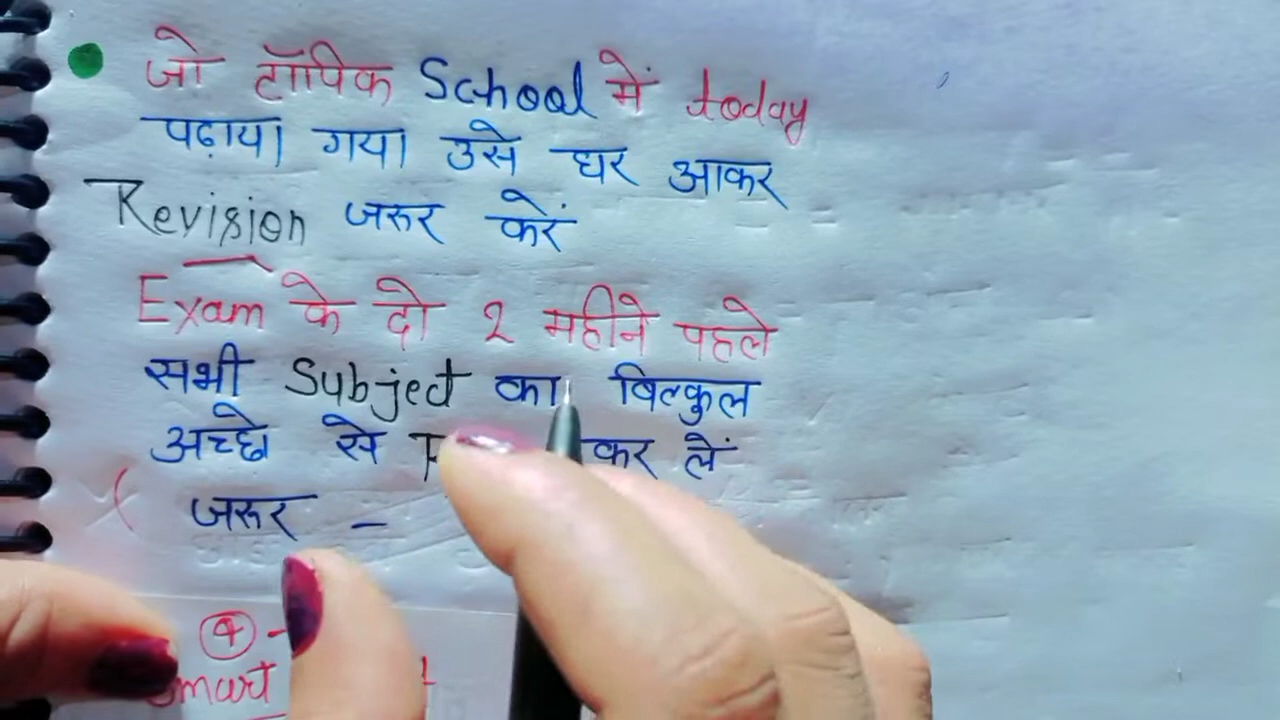 जो टॉपिक School में today
पढ़ाया गया उसे घर आकर
Revision जरूर करें
Exam के दो 2 महीने पहले
सभी Subject का बिल्कुल
अच्छे से कर लें
जरूर -
④ -
Smart